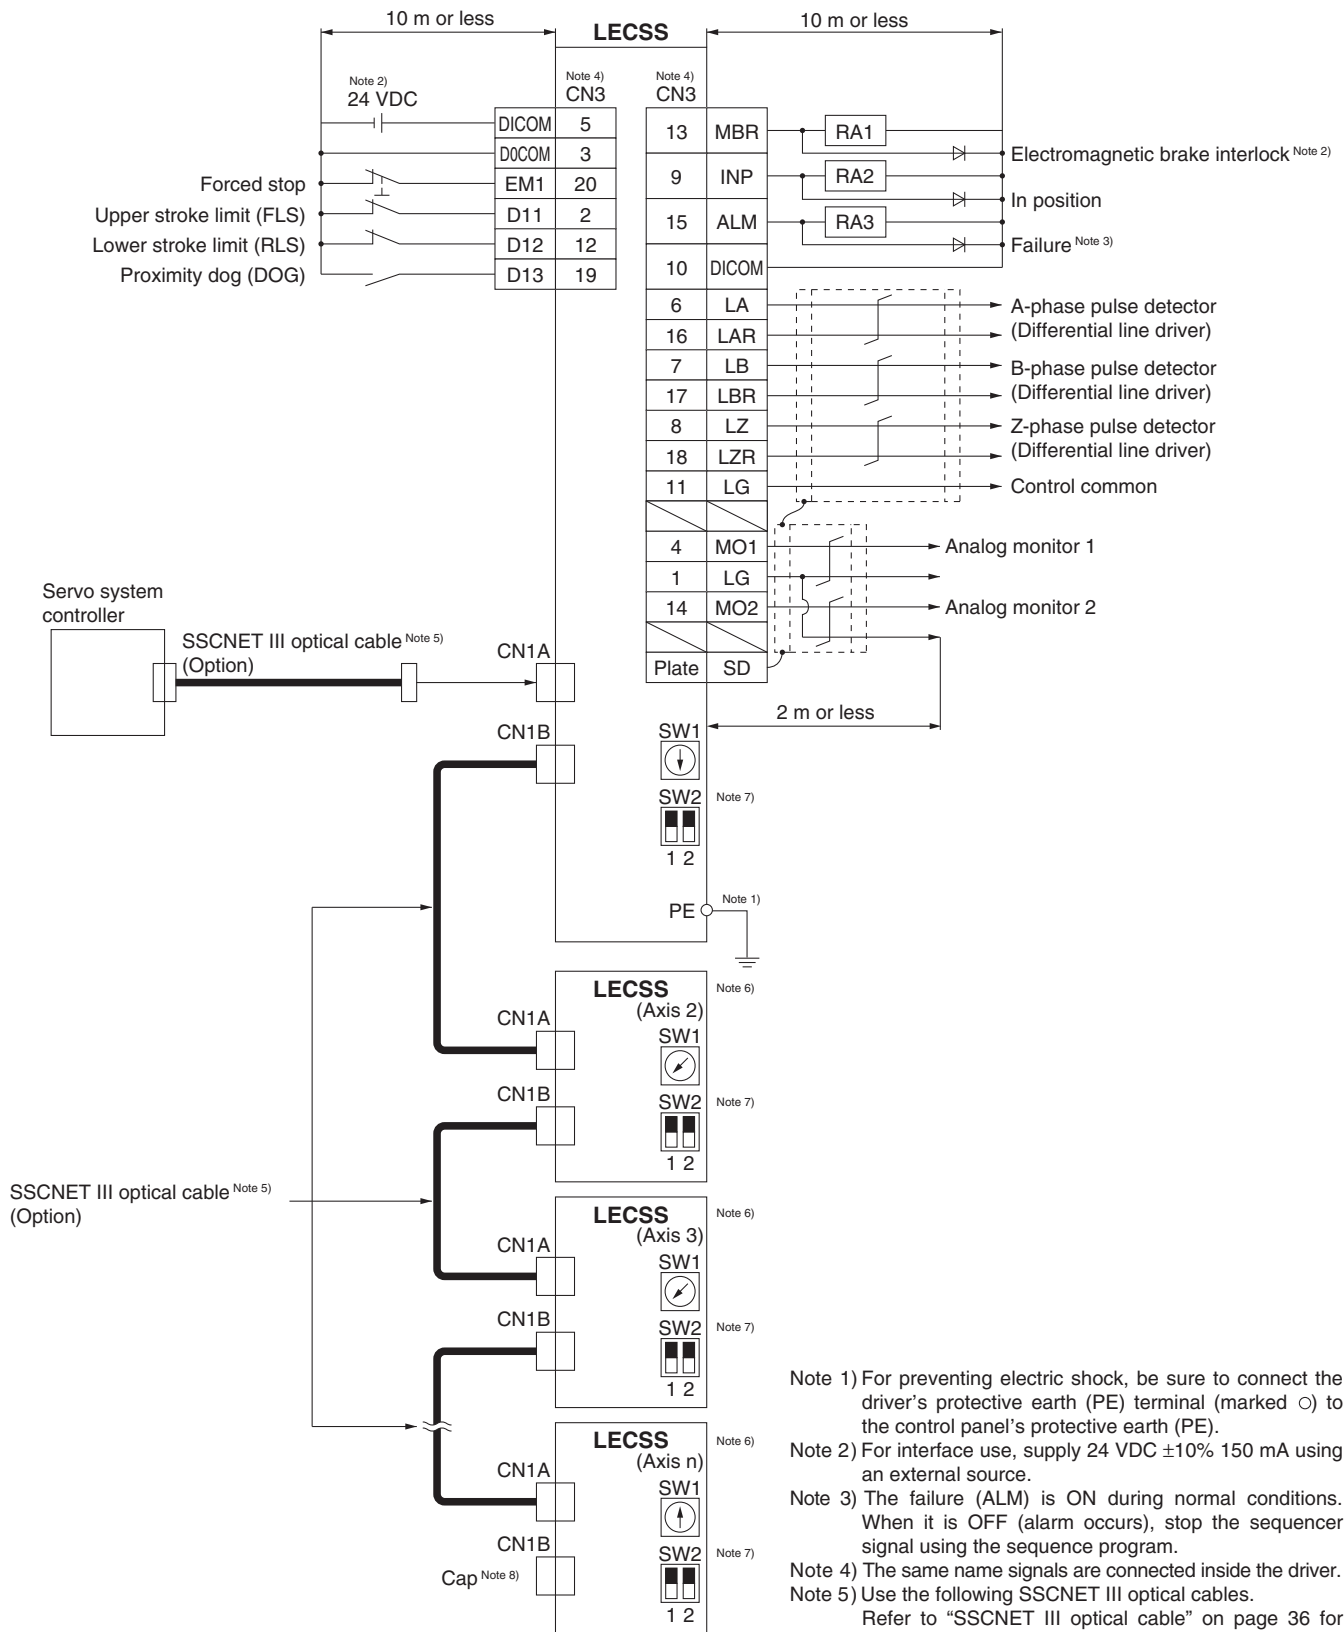 10 m or less
LECSS
10 m or less
Note 2)
24 VDC
Note 4)
CN3
Note 4)
CN3
DICOM 5
D0COM 3
Forced stop EM1 20
Upper stroke limit (FLS) D11 2
Lower stroke limit (RLS) D12 12
Proximity dog (DOG) D13 19
13 MBR RA1
Electromagnetic brake interlock Note 2)
9 INP RA2
In position
15 ALM RA3
Failure Note 3)
10 DICOM
6 LA A-phase pulse detector
16 LAR (Differential line driver)
7 LB B-phase pulse detector
17 LBR (Differential line driver)
8 LZ Z-phase pulse detector
18 LZR (Differential line driver)
11 LG Control common
4 MO1 Analog monitor 1
1 LG
14 MO2 Analog monitor 2
Plate SD
2 m or less
Servo system
controller
SSCNET III optical cable Note 5)
(Option)
CN1A
CN1B
SW1
SW2 Note 7)
1 2
PE Note 1)
LECSS Note 6)
(Axis 2)
CN1A
SW1
CN1B
SW2 Note 7)
1 2
SSCNET III optical cable Note 5)
(Option)
LECSS Note 6)
(Axis 3)
CN1A
SW1
CN1B
SW2 Note 7)
1 2
LECSS Note 6)
(Axis n)
CN1A
SW1
CN1B
Cap Note 8)
SW2 Note 7)
1 2
Note 1) For preventing electric shock, be sure to connect the
driver's protective earth (PE) terminal (marked ○) to
the control panel's protective earth (PE).
Note 2) For interface use, supply 24 VDC ±10% 150 mA using
an external source.
Note 3) The failure (ALM) is ON during normal conditions.
When it is OFF (alarm occurs), stop the sequencer
signal using the sequence program.
Note 4) The same name signals are connected inside the driver.
Note 5) Use the following SSCNET III optical cables.
Refer to “SSCNET III optical cable” on page 36 for